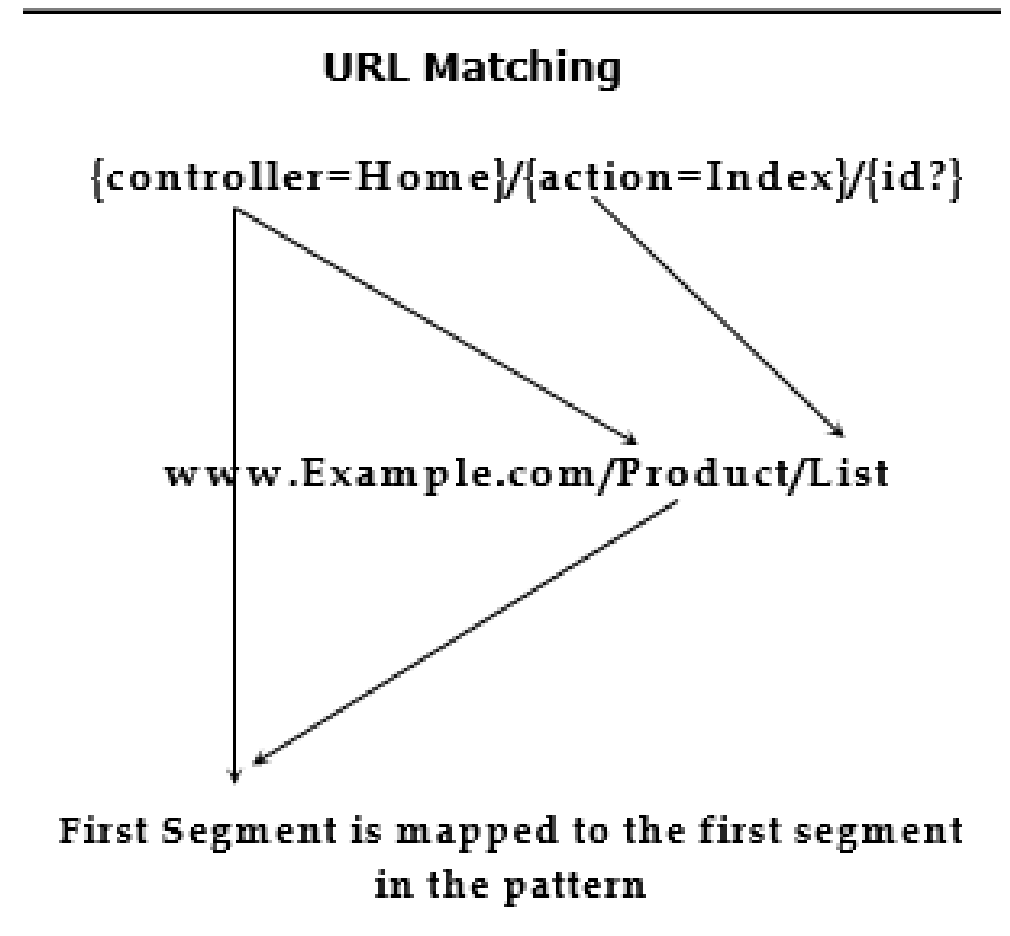 URL Matching
{controller=Home}/{action=Index}/{id?}
www.Example.com/Product/List
First Segment is mapped to the first segment
in the pattern